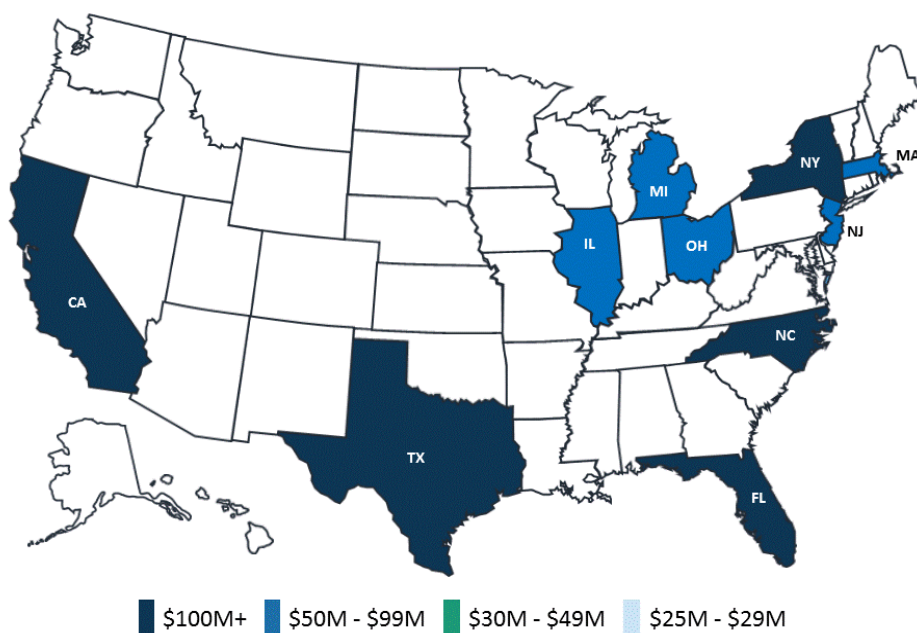 MA
NY
MI
NJ
IL
OH
CA
NC
TX
FL
$100M+ $50M - $99M $30M - $49M $25M - $29M